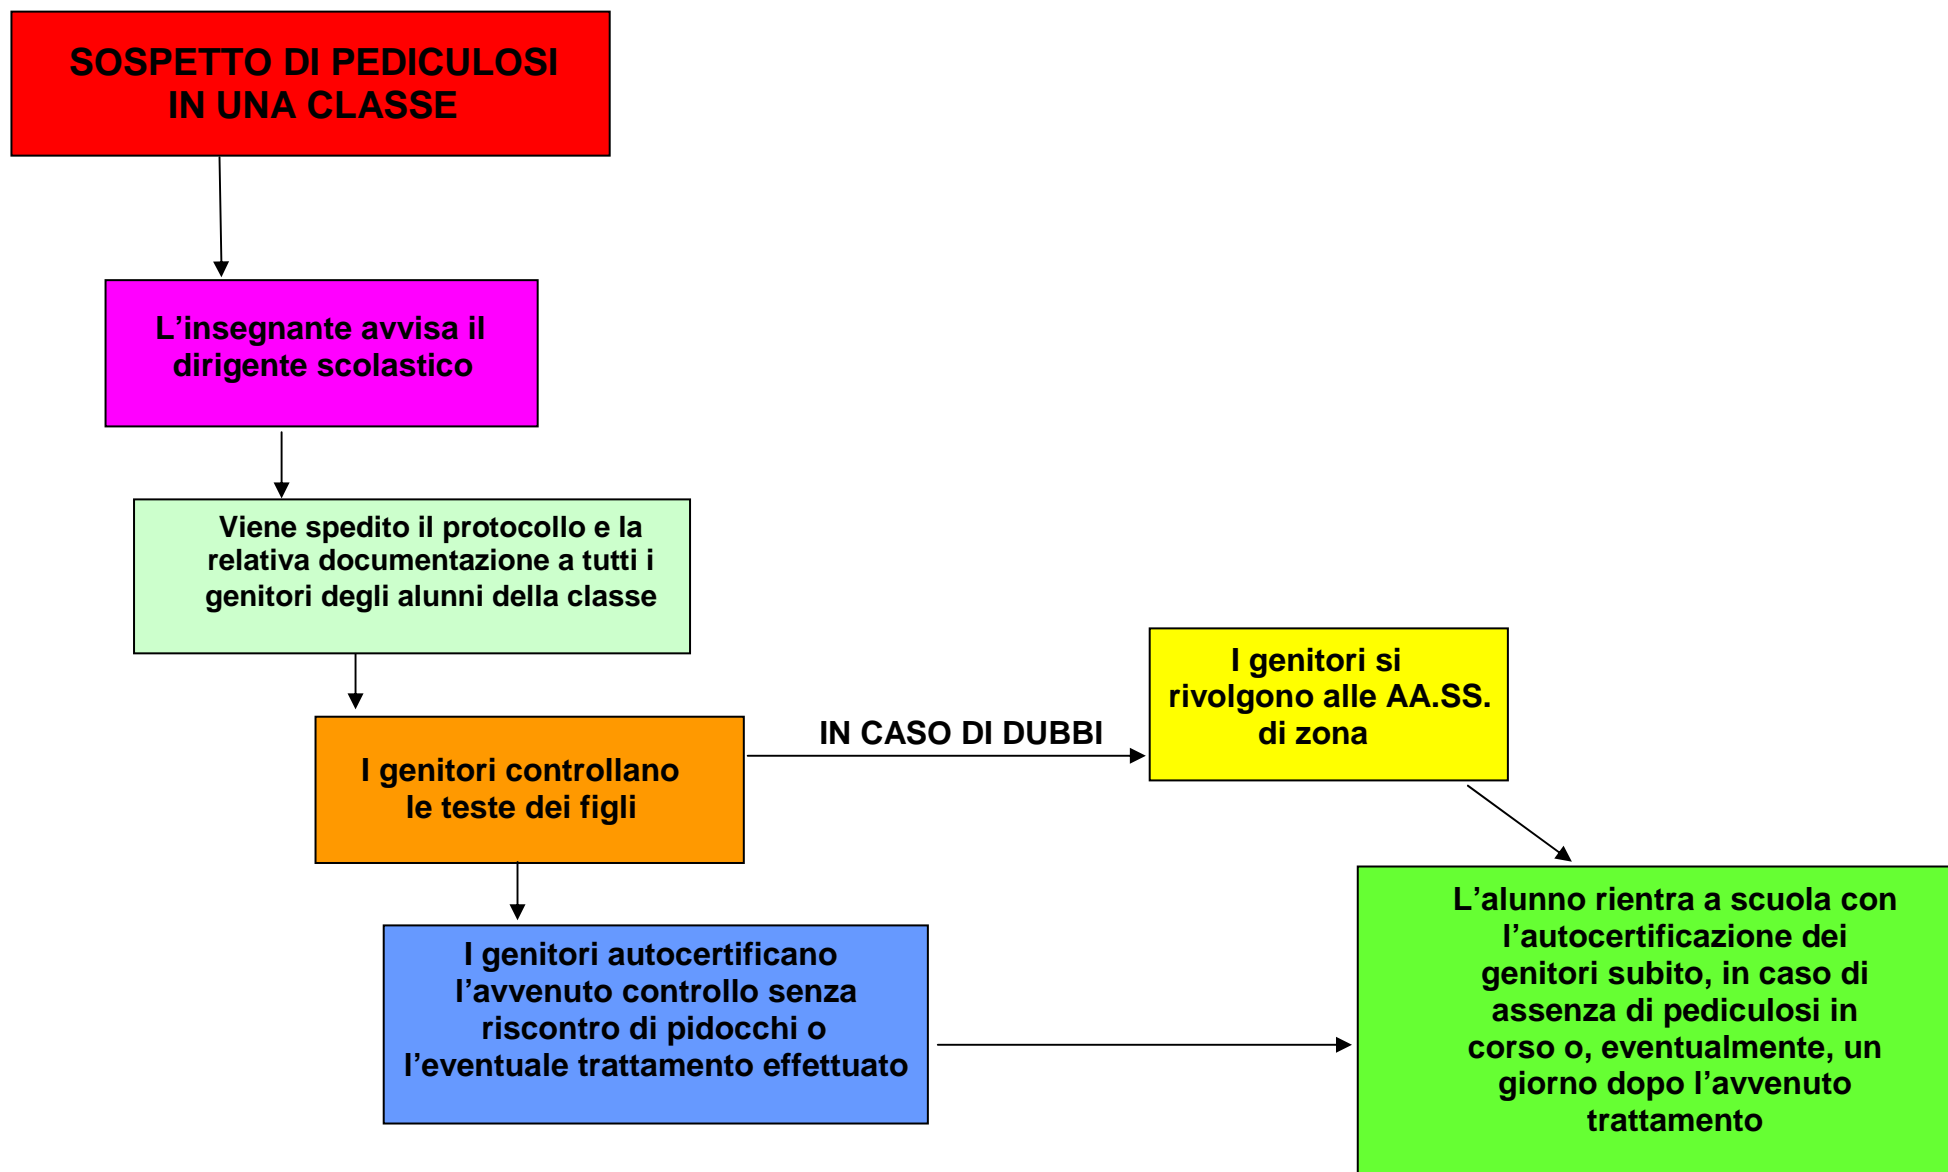 SOSPETTO DI PEDICULOSI
IN UNA CLASSE
L’insegnante avvisa il
dirigente scolastico
Viene spedito il protocollo e la
relativa documentazione a tutti i
genitori degli alunni della classe
I genitori controllano
le teste dei figli
IN CASO DI DUBBI
I genitori si
rivolgono alle AA.SS.
di zona
I genitori autocertificano
l’avvenuto controllo senza
riscontro di pidocchi o
l’eventuale trattamento effettuato
L’alunno rientra a scuola con
l’autocertificazione dei
genitori subito, in caso di
assenza di pediculosi in
corso o, eventualmente, un
giorno dopo l’avvenuto
trattamento